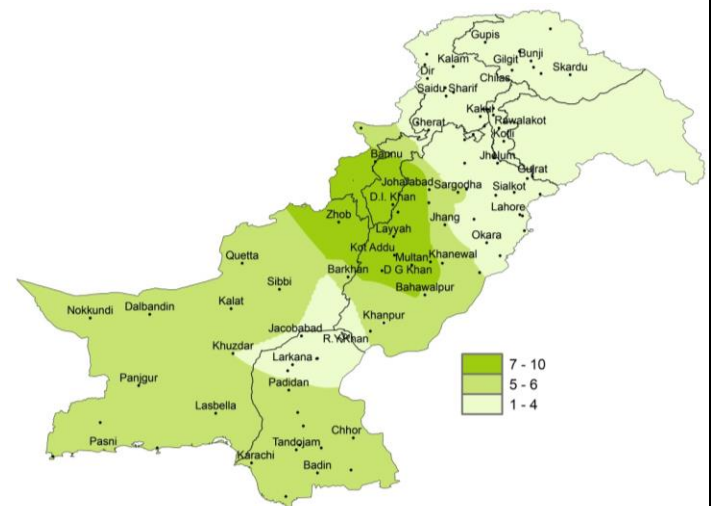 Gupis
Bunji
Gilgit
Kalam
Skardu
Dir
Chilas
Saidu Sharif
Kakul
Rawalakot
Gherat
Kotli
Jhelum
Bannu
Gujrat
Joharabad
Sargodha
Sialkot
D.I. Khan
Lahore
Zhob
Jhang
Layyah
Okara
Kot Addu
Quetta
Multan
Khanewal
Barkhan
D G Khan
Sibbi
Bahawalpur
Dalbandin
Kalat
Nokkundi
Khanpur
Jacobabad
R.Y.Khan
Khuzdar
Larkana
7 - 10
5 - 6
Panjgur
Padidan
1 - 4
Lasbella
Chhor
Pasni
Tandojam
Karachi
Badin